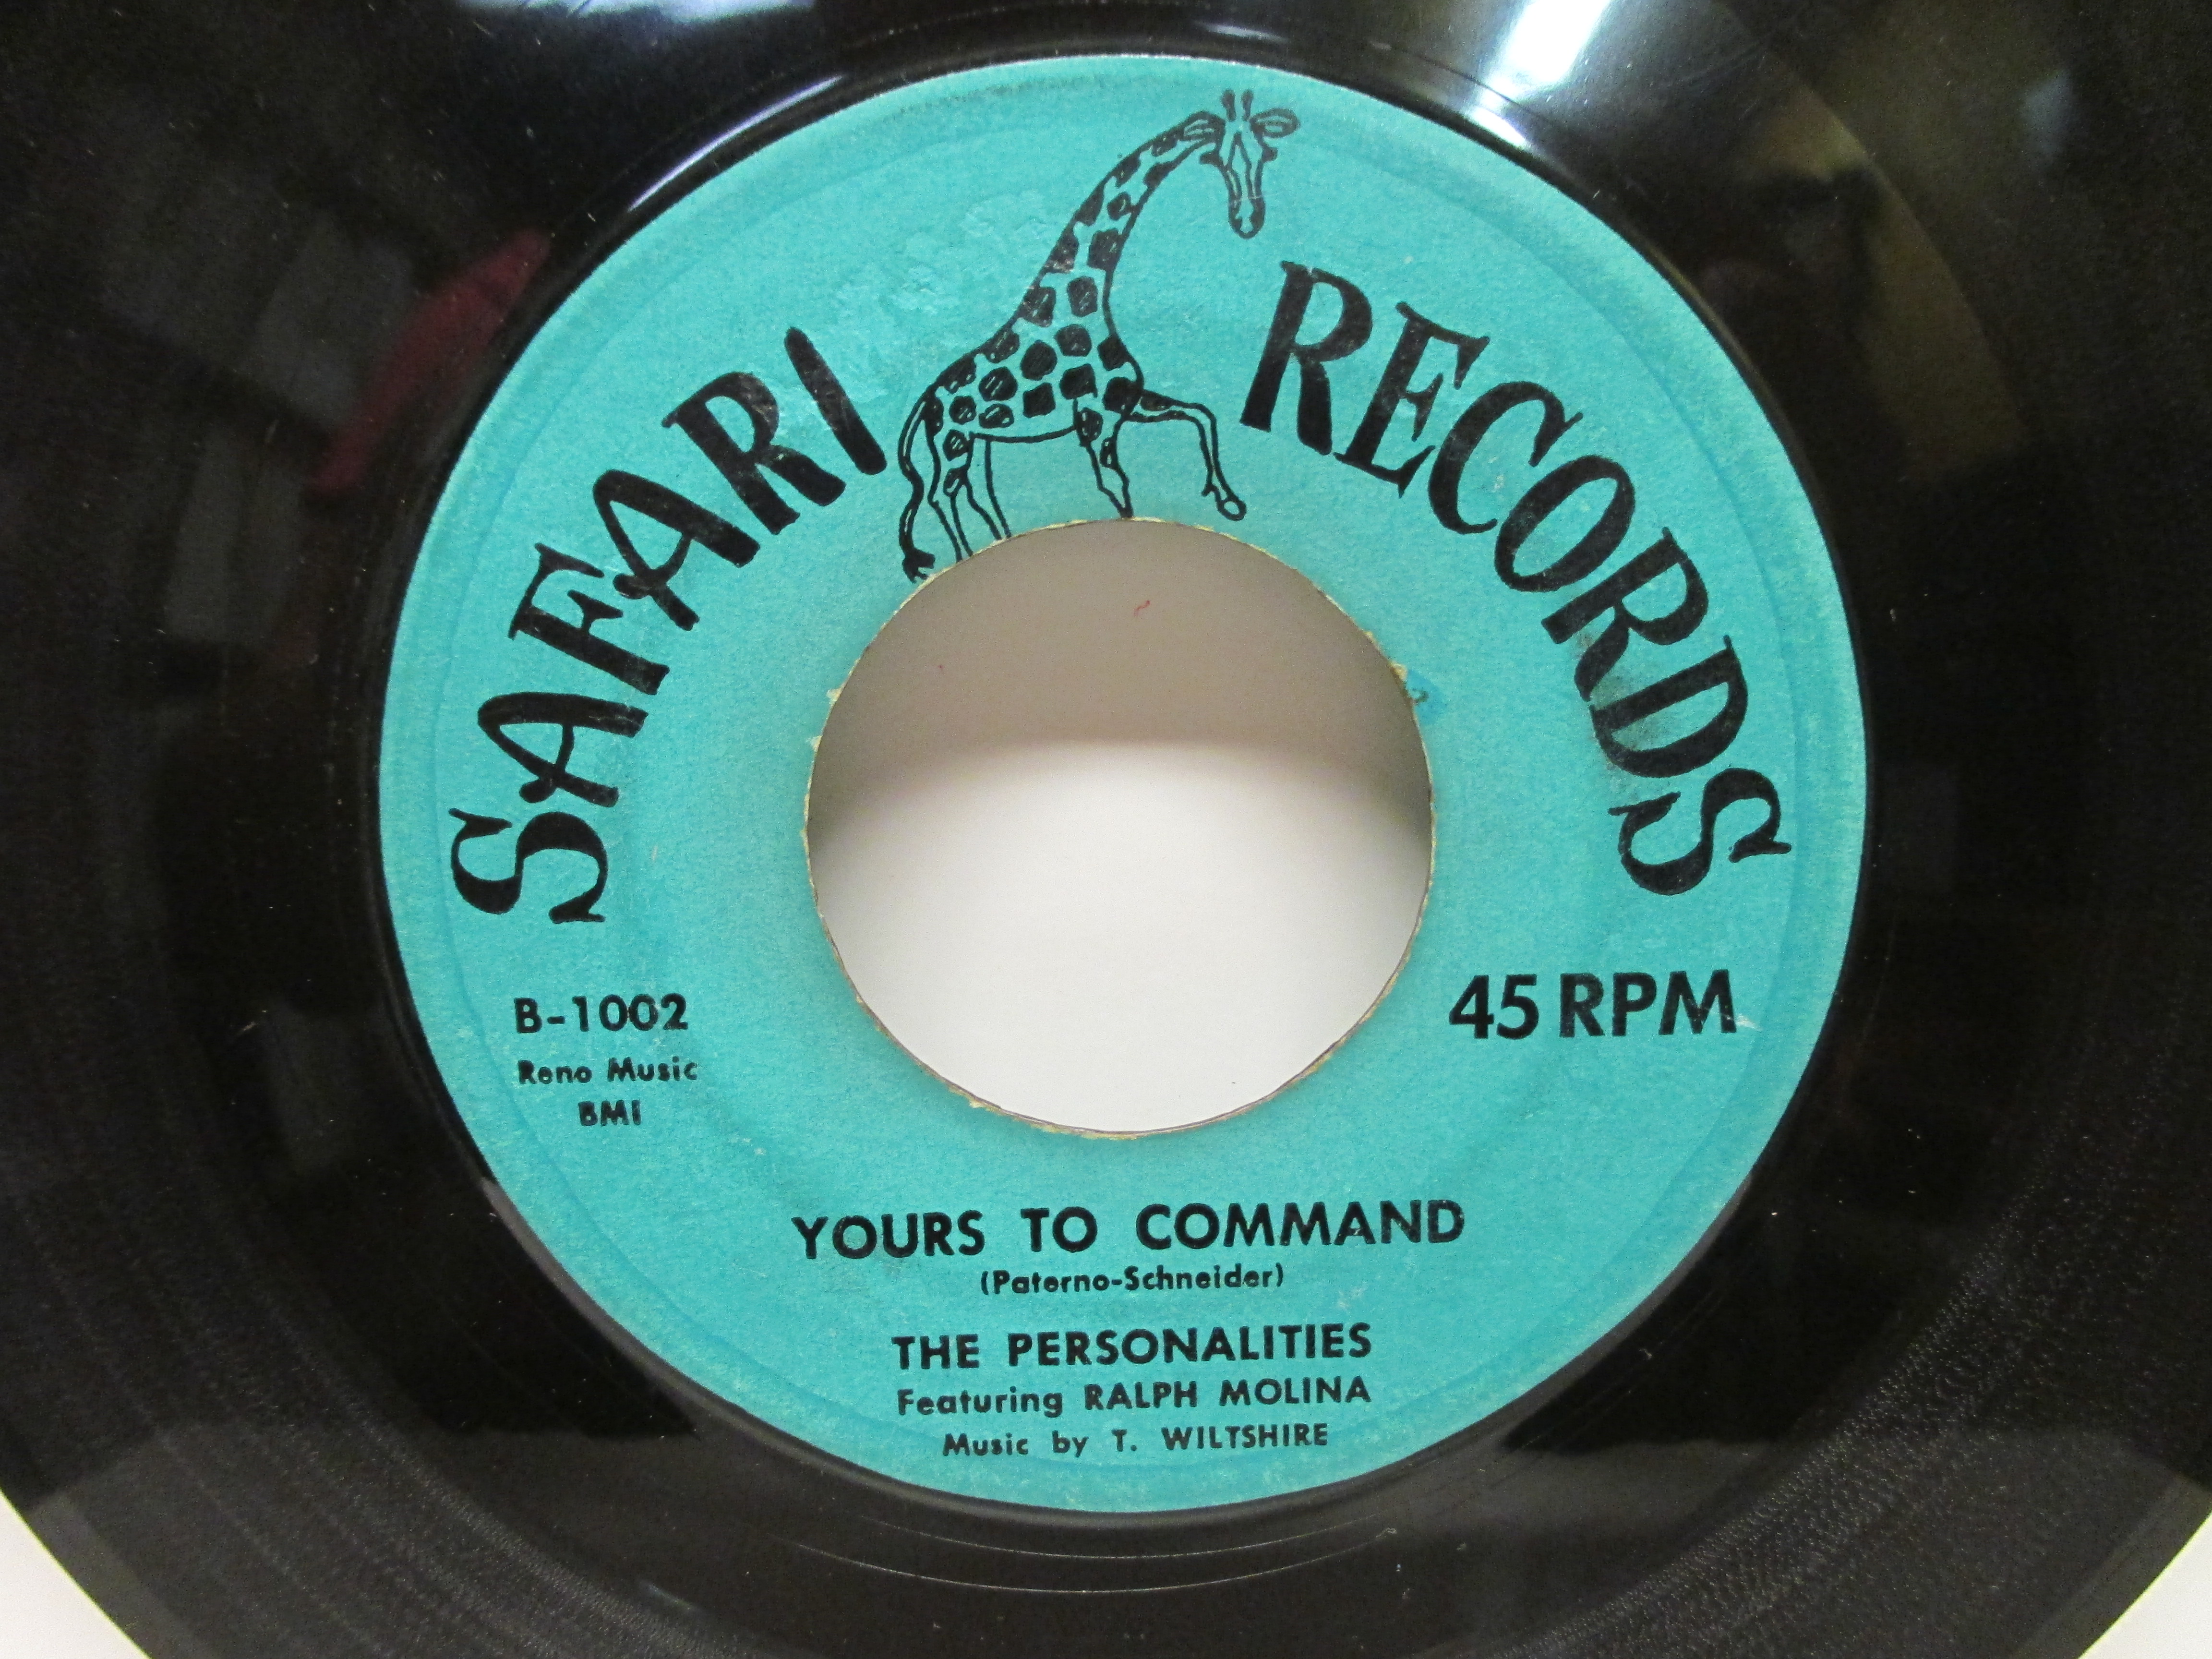 SAFARI RECORDS
B-1002
Reno Music
BMI
45 RPM
YOURS TO COMMAND
(Paterno-Schneider)
THE PERSONALITIES
Featuring RALPH MOLINA
Music by T. WILTSHIRE